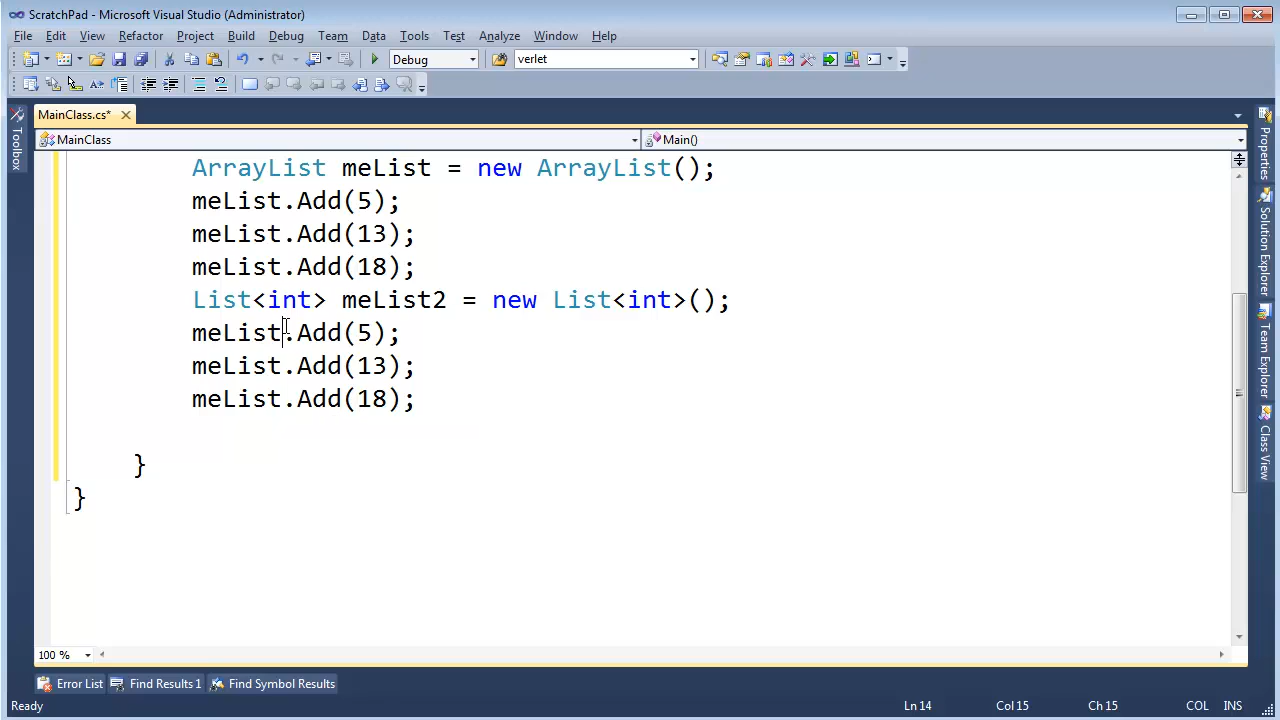 ScratchPad - Microsoft Visual Studio (Administrator)
File Edit View Refactor Project Build Debug Team Data Tools Test Analyze Window Help
Debug verlet
MainClass.cs*
MainClass Main()
ArrayList meList = new ArrayList();
meList.Add(5);
meList.Add(13);
meList.Add(18);
List<int> meList2 = new List<int>();
meList.Add(5);
meList.Add(13);
meList.Add(18);
}
}
Toolbox
Properties
Solution Explorer
Team Explorer
Class View
100 %
Error List Find Results 1 Find Symbol Results
Ready Ln 14 Col 15 Ch 15 COL INS